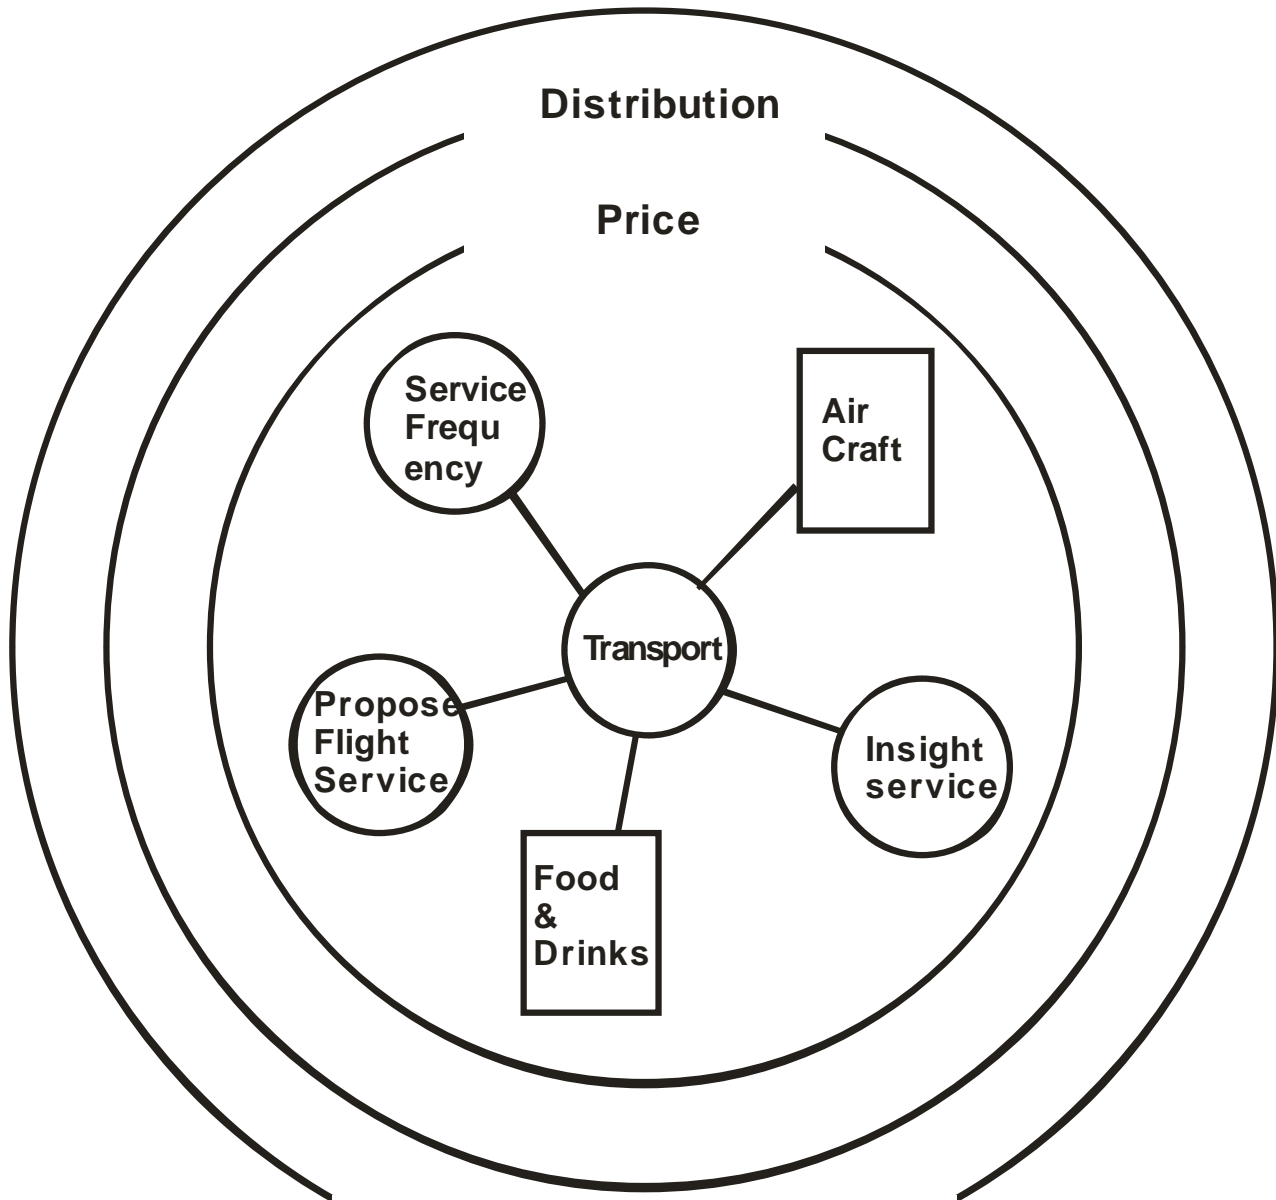 Distribution
Price
Service
Frequ
ency
Air
Craft
Transport
Propose
Flight
Service
Insight
service
Food
&
Drinks